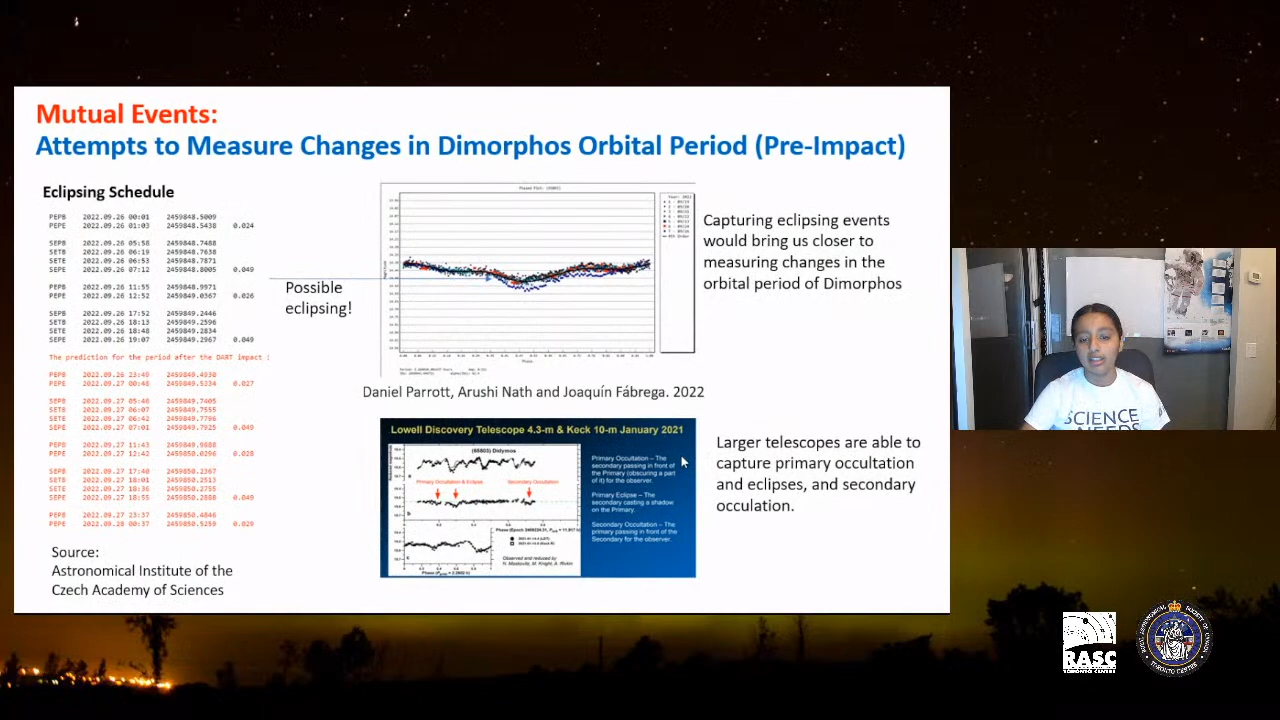 Mutual Events:
Attempts to Measure Changes in Dimorphos Orbital Period (Pre-Impact)
Eclipsing Schedule
PEPB 2022.09.26 00:01 2459848.5009
PEPE 2022.09.26 01:03 2459848.5438 0.024
SEPB 2022.09.26 05:58 2459848.7488
SETB 2022.09.26 06:19 2459848.7638
SETE 2022.09.26 06:53 2459848.7871
SEPE 2022.09.26 07:12 2459848.8005 0.049
PEPB 2022.09.26 11:55 2459848.9971
PEPE 2022.09.26 12:52 2459849.0367 0.026
SEPB 2022.09.26 17:52 2459849.2446
SETB 2022.09.26 18:13 2459849.2596
SETE 2022.09.26 18:48 2459849.2834
SEPE 2022.09.26 19:07 2459849.2967 0.049
The prediction for the period after the DART impact
PEPB 2022.09.26
PEPE 2022.09.27 00:48 2459849.5334 0.027
SEPB 2022.09.27 05:46 2459849.7405
SETB 2022.09.27 06:07 2459849.7555
SETE 2022.09.27 06:42 2459849.7796
SEPE 2022.09.27 07:01 2459849.7925 0.049
PEPB 2022.09.27 11:43 2459849.9888
PEPE 2022.09.27 12:42 2459850.0296 0.028
SEPB 2022.09.27 17:40 2459850.2367
SETB 2022.09.27 18:01 2459850.2513
SETE 2022.09.27 18:36 2459850.2755
SEPE 2022.09.27 18:55 2459850.2888 0.049
PEPB 2022.09.27 23:37 2459850.4846
PEPE 2022.09.28 00:37 2459850.5259 0.029
Source:
Astronomical Institute of the
Czech Academy of Sciences
Possible
eclipsing!
Phase
Daniel Parrott, Arushi Nath and Joaquín Fábrega. 2022
Capturing eclipsing events
would bring us closer to
measuring changes in the
orbital period of Dimorphos
Lowell Discovery Telescope 4.3-m & Keck 10-m January 2021
(65803) Didymos
Primary Occultation & Eclipse
Secondary Occultation
Observed and reduced by
Primary Occultation – The
secondary passing in front of
the Primary (obscuring a part
of it) for the observer.
Primary Eclipse – The
secondary casting a shadow
on the Primary.
Secondary Occultation – The
primary passing in front of the
Secondary for the observer.
Larger telescopes are able to
capture primary occultation
and eclipses, and secondary
occulation.
SCIENCE
NEEDS
RASC
TORONTO CENTRE
TORONTO CENTRE